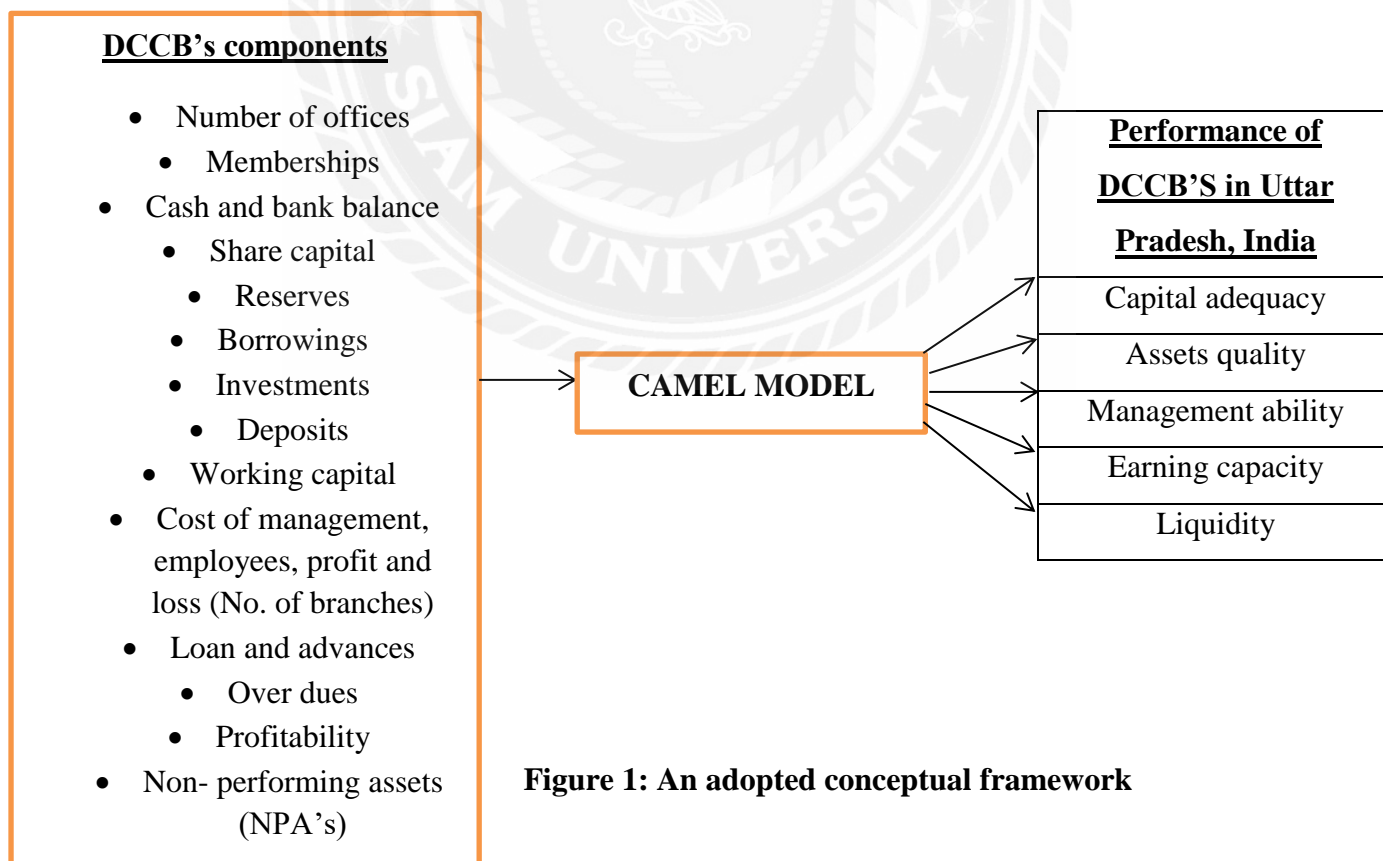 DCCB's components
• Number of offices
• Memberships
• Cash and bank balance
• Share capital
• Reserves
• Borrowings
• Investments
• Deposits
• Working capital
• Cost of management,
employees, profit and
loss (No. of branches)
• Loan and advances
• Over dues
• Profitability
• Non- performing assets
(NPA's)
CAMEL MODEL
Performance of
DCCB'S in Uttar
Pradesh, India
Capital adequacy
Assets quality
Management ability
Earning capacity
Liquidity
Figure 1: An adopted conceptual framework
SIAM UNIVERSITY